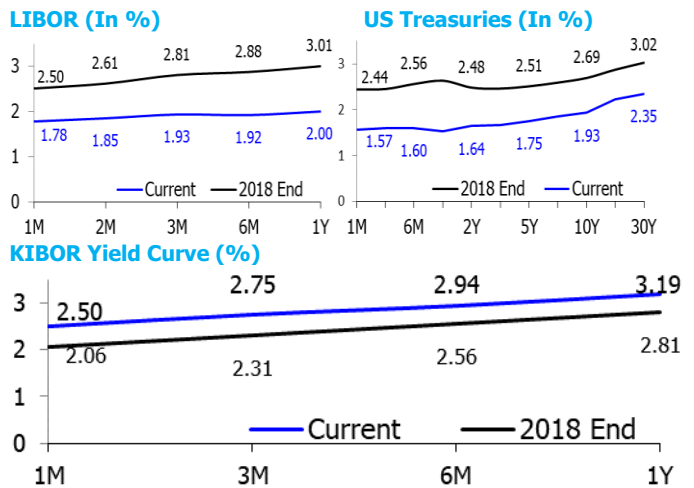 LIBOR (In %)
3.01
2.88
2.81
2.61
2.50
3
2
1
0
1.78
1.85
1.93
1.92
2.00
Current
2018 End
1M
2M
3M
6M
1Y
US Treasuries (In %)
3.02
2.69
2.51
2.48
2.56
2.44
3
2
1
0
1.57
1.60
1.64
1.75
1.93
2.35
2018 End
Current
1M
6M
2Y
5Y
10Y
30Y
KIBOR Yield Curve (%)
2.50
2.75
2.94
3.19
3
2
1
0
2.06
2.31
2.56
2.81
Current
2018 End
1M
3M
6M
1Y